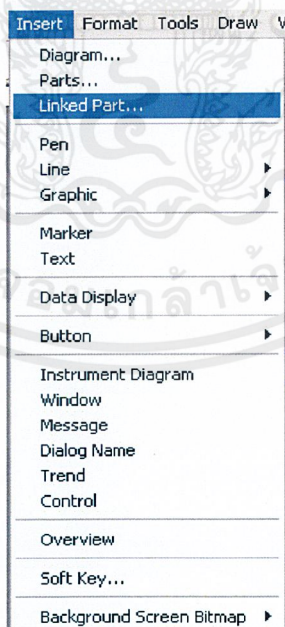 Insert Format Tools Draw
Diagram...
Parts...
Linked Part...
Pen
Line
Graphic
Marker
Text
Data Display
Button
Instrument Diagram
Window
Message
Dialog Name
Trend
Control
Overview
Soft Key...
Background Screen Bitmap